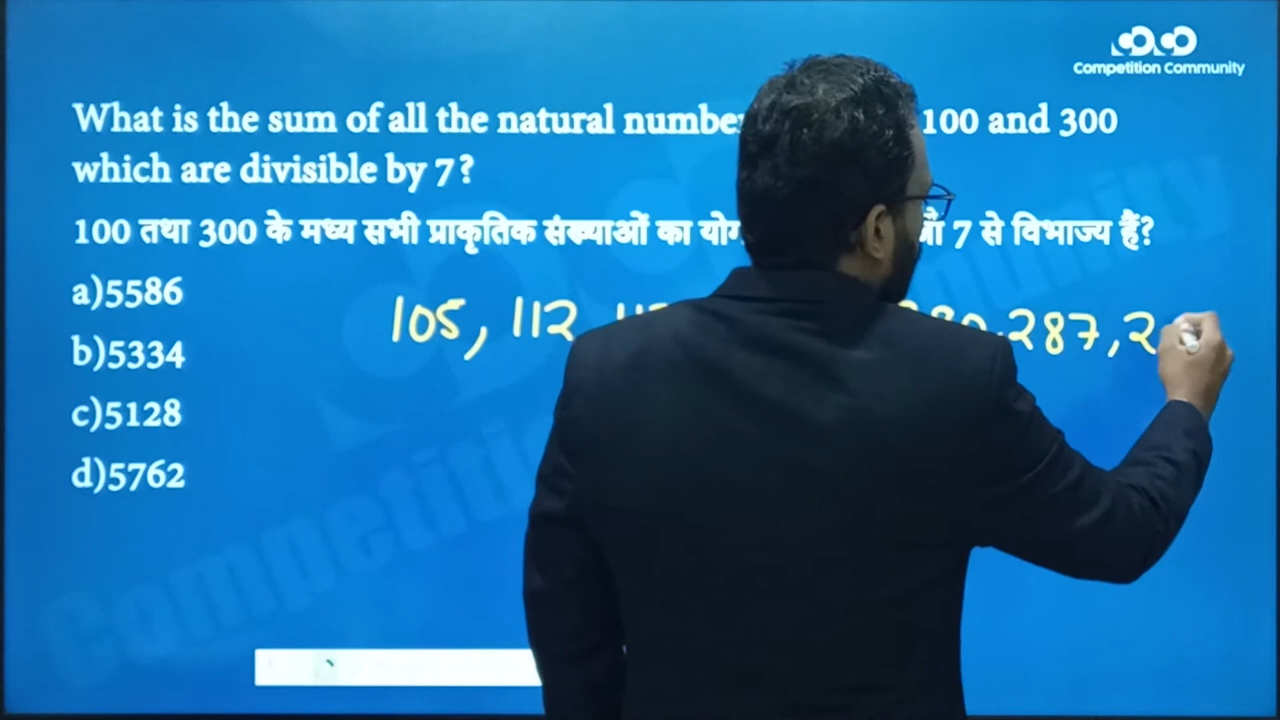 Competition Community
What is the sum of all the natural 100 and 300
which are divisible by 7?
100 तथा 300 के मध्य सभी प्राकृतिक संख्याओं का 7 से विभाज्य हैं?
a)5586
b)5334
c)5128
d)5762
105, 112 287,